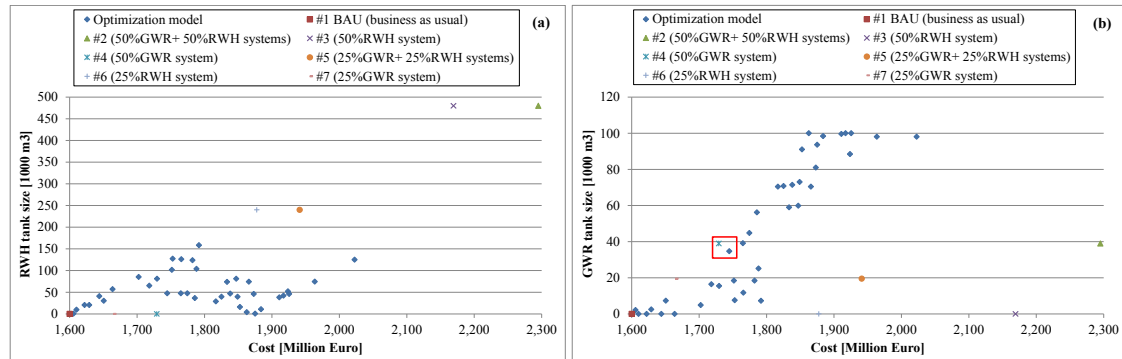 Optimization model
#1 BAU (business as usual)
(a)
#2 (50%GWR+ 50%RWH systems)
#3 (50%RWH system)
#4 (50%GWR system)
#5 (25%GWR+ 25%RWH systems)
#6 (25%RWH system)
#7 (25%GWR system)
500
450
400
350
300
250
200
150
100
50
0
RWH tank size [1000 m3]
1,600
1,700
1,800
1,900
2,000
2,100
2,200
2,300
Cost [Million Euro]
Optimization model
#1 BAU (business as usual)
(b)
#2 (50%GWR+ 50%RWH systems)
#3 (50%RWH system)
#4 (50%GWR system)
#5 (25%GWR+ 25%RWH systems)
#6 (25%RWH system)
#7 (25%GWR system)
120
100
80
60
40
20
0
GWR tank size [1000 m3]
1,600
1,700
1,800
1,900
2,000
2,100
2,200
2,300
Cost [Million Euro]